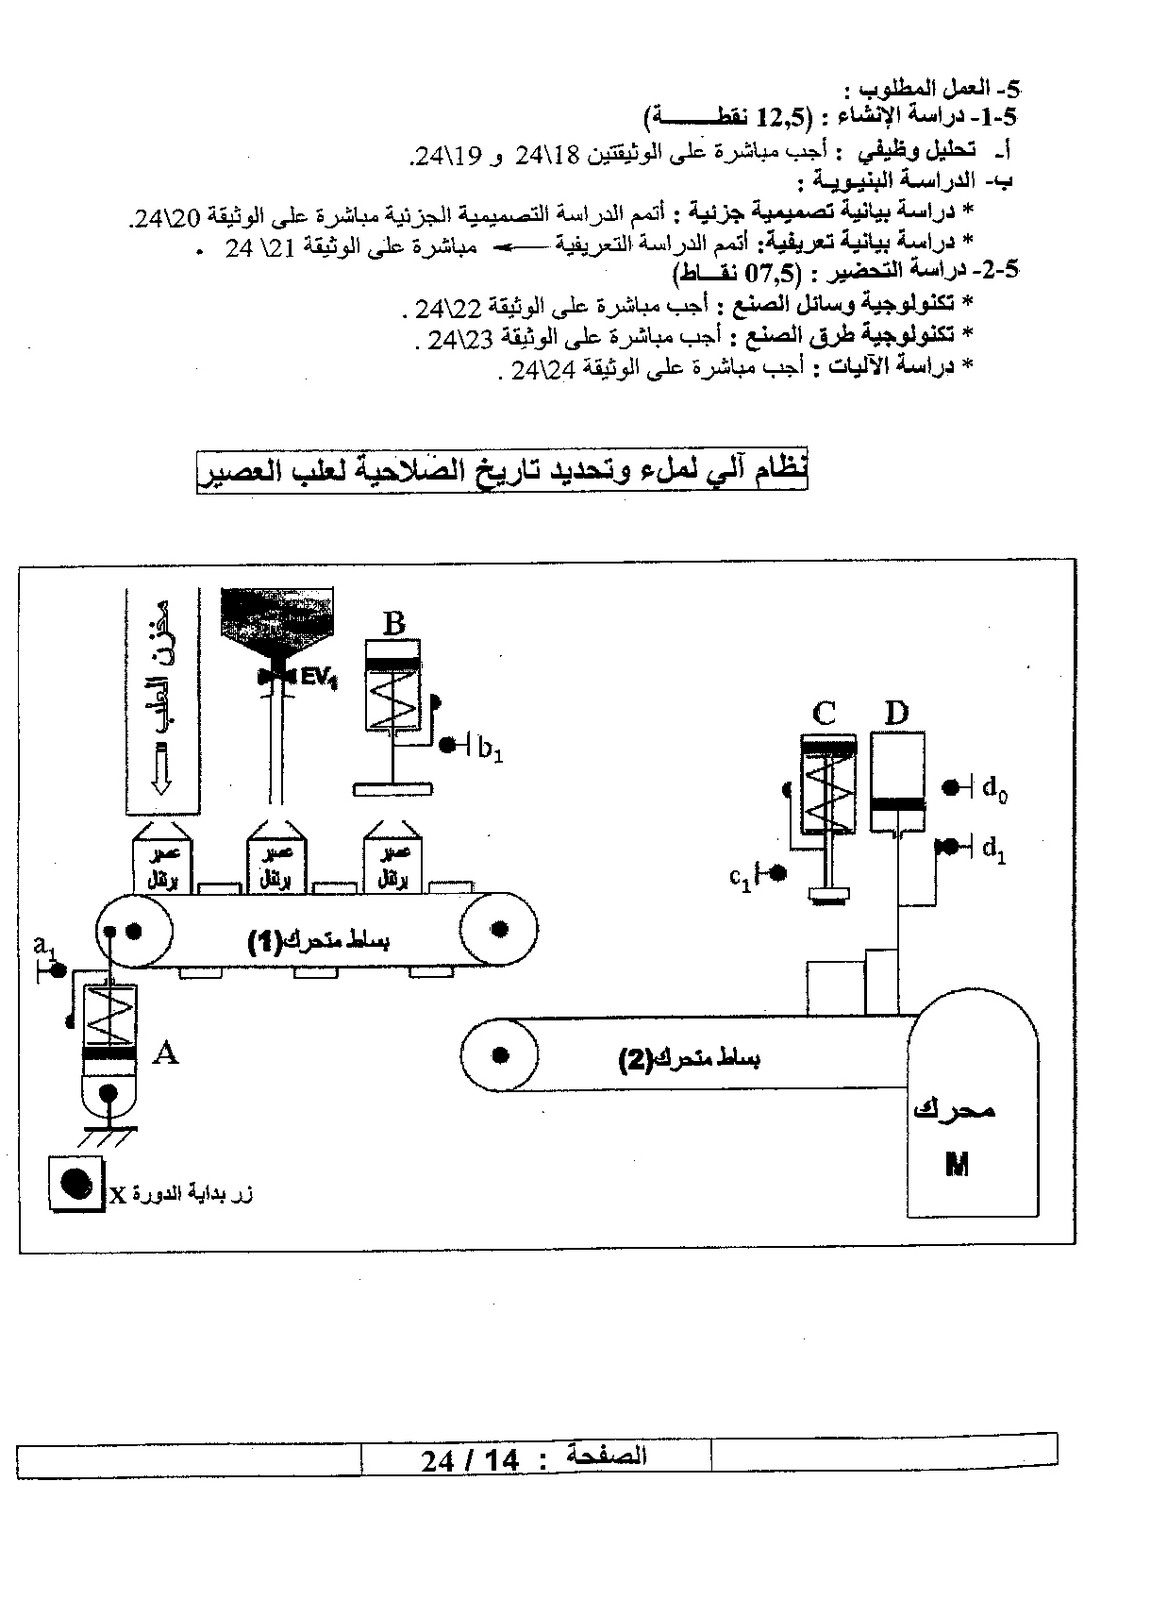 5- العمل المطلوب :
5-1- دراسة الإنشاء : (12,5 نقطـــــــة)
أ- تحليل وظيفي : أجب مباشرة على الوثيقتين 18\24 و 19\24.
ب- الدراسة البنيوية :
* دراسة بيانية تصميمية جزئية : أتمم الدراسة التصميمية الجزئية مباشرة على الوثيقة 20\24.
* دراسة بيانية تعريفية: أتمم الدراسة التعريفية ← مباشرة على الوثيقة 21\ 24 .
5-2- دراسة التحضير : (07,5 نقـــاط)
* تكنولوجية وسائل الصنع : أجب مباشرة على الوثيقة 22\24 .
* تكنولوجية طرق الصنع : أجب مباشرة على الوثيقة 23\24 .
* دراسة الآليات : أجب مباشرة على الوثيقة 24\24 .
نظام آلي لملء وتحديد تاريخ الصلاحية لعلب العصير
مخزن العلب
EV1
B
b1
C
D
d0
d1
c1
عصير برتقال
عصير برتقال
عصير برتقال
بساط متحرك(1)
a1
A
بساط متحرك(2)
محرك
M
زر بداية الدورة X
الصفحة : 14 / 24